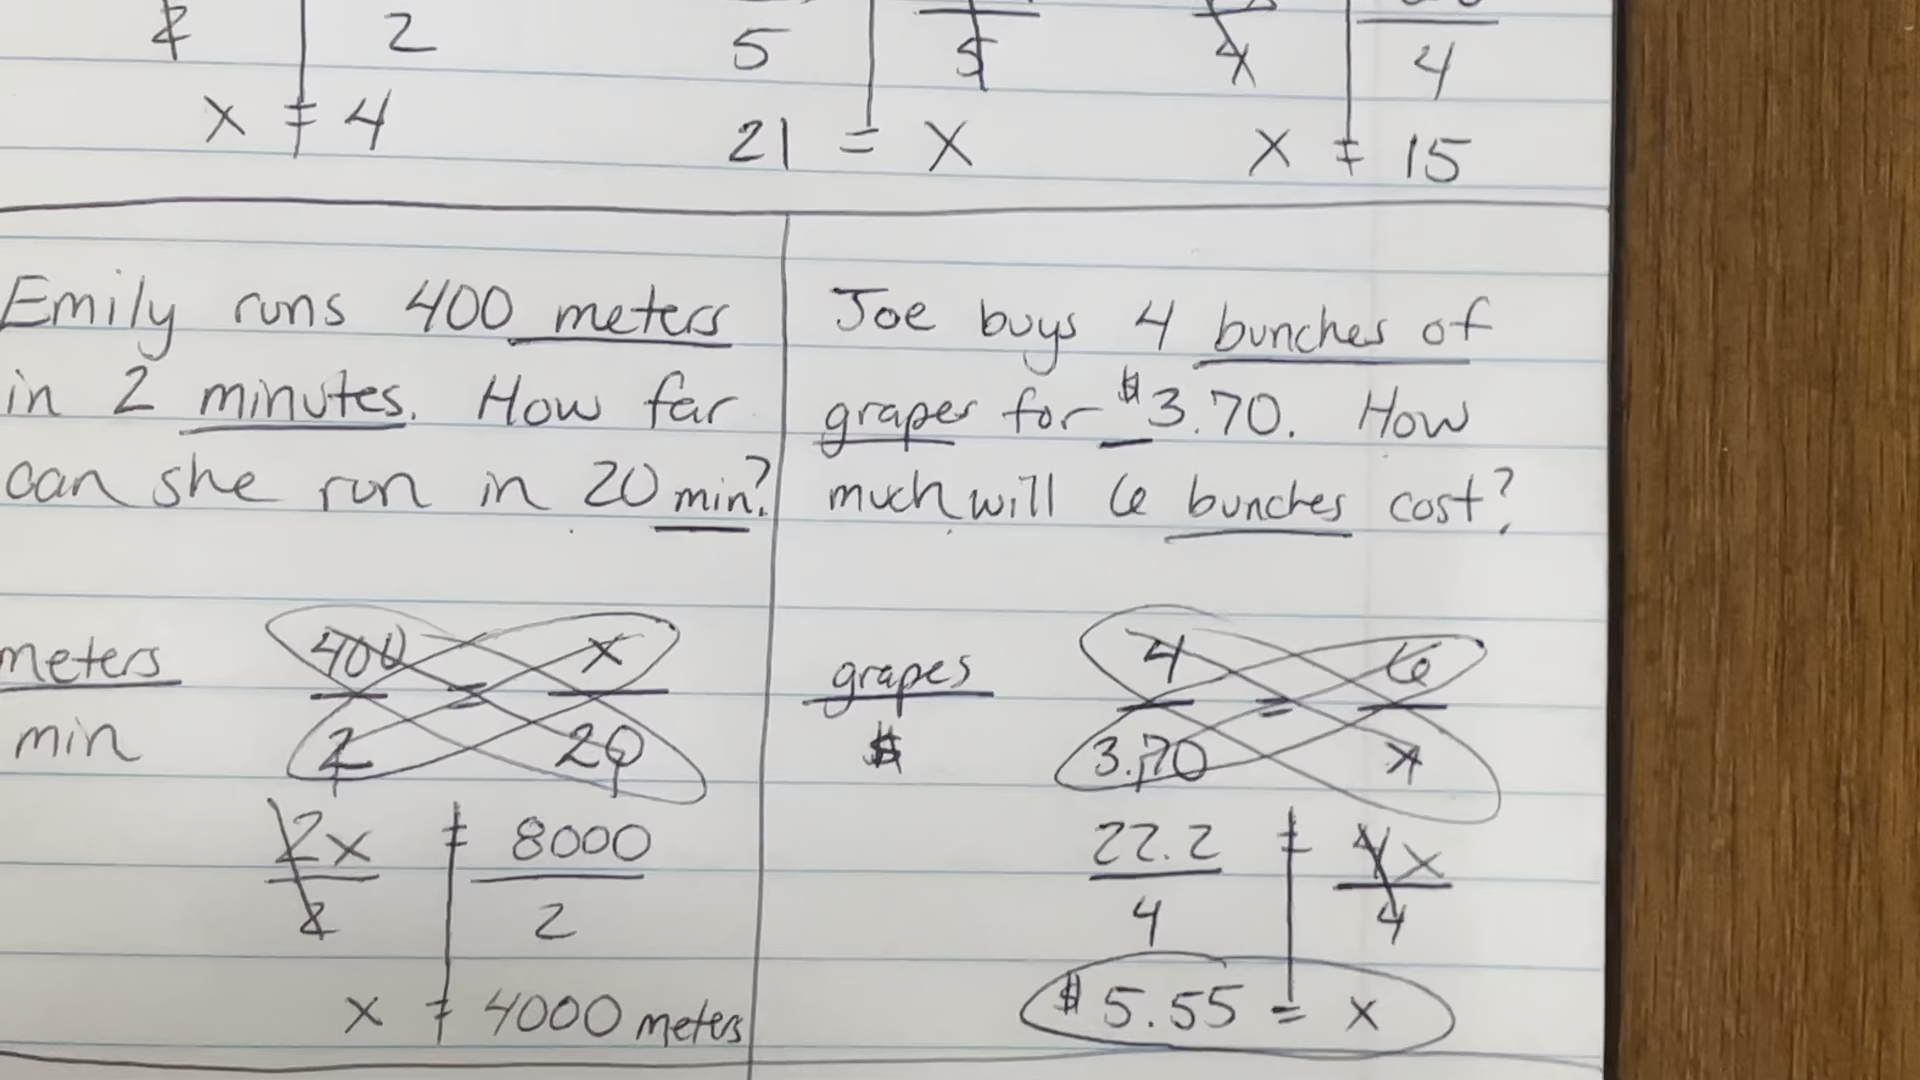 2 | 2
x = 4
5 | 5
21 = x
4 | 4
x = 15
Emily runs 400 meters
in 2 minutes. How far
can she run in 20 min?
meters 400 = x
min 2 20
2x = 8000
2 2
x = 4000 meters
Joe buys 4 bunches of
grapes for $3.70. How
much will 6 bunches cost?
grapes 4 = 6
$ 3.70 x
22.2 = 4x
4 4
$5.55 = x